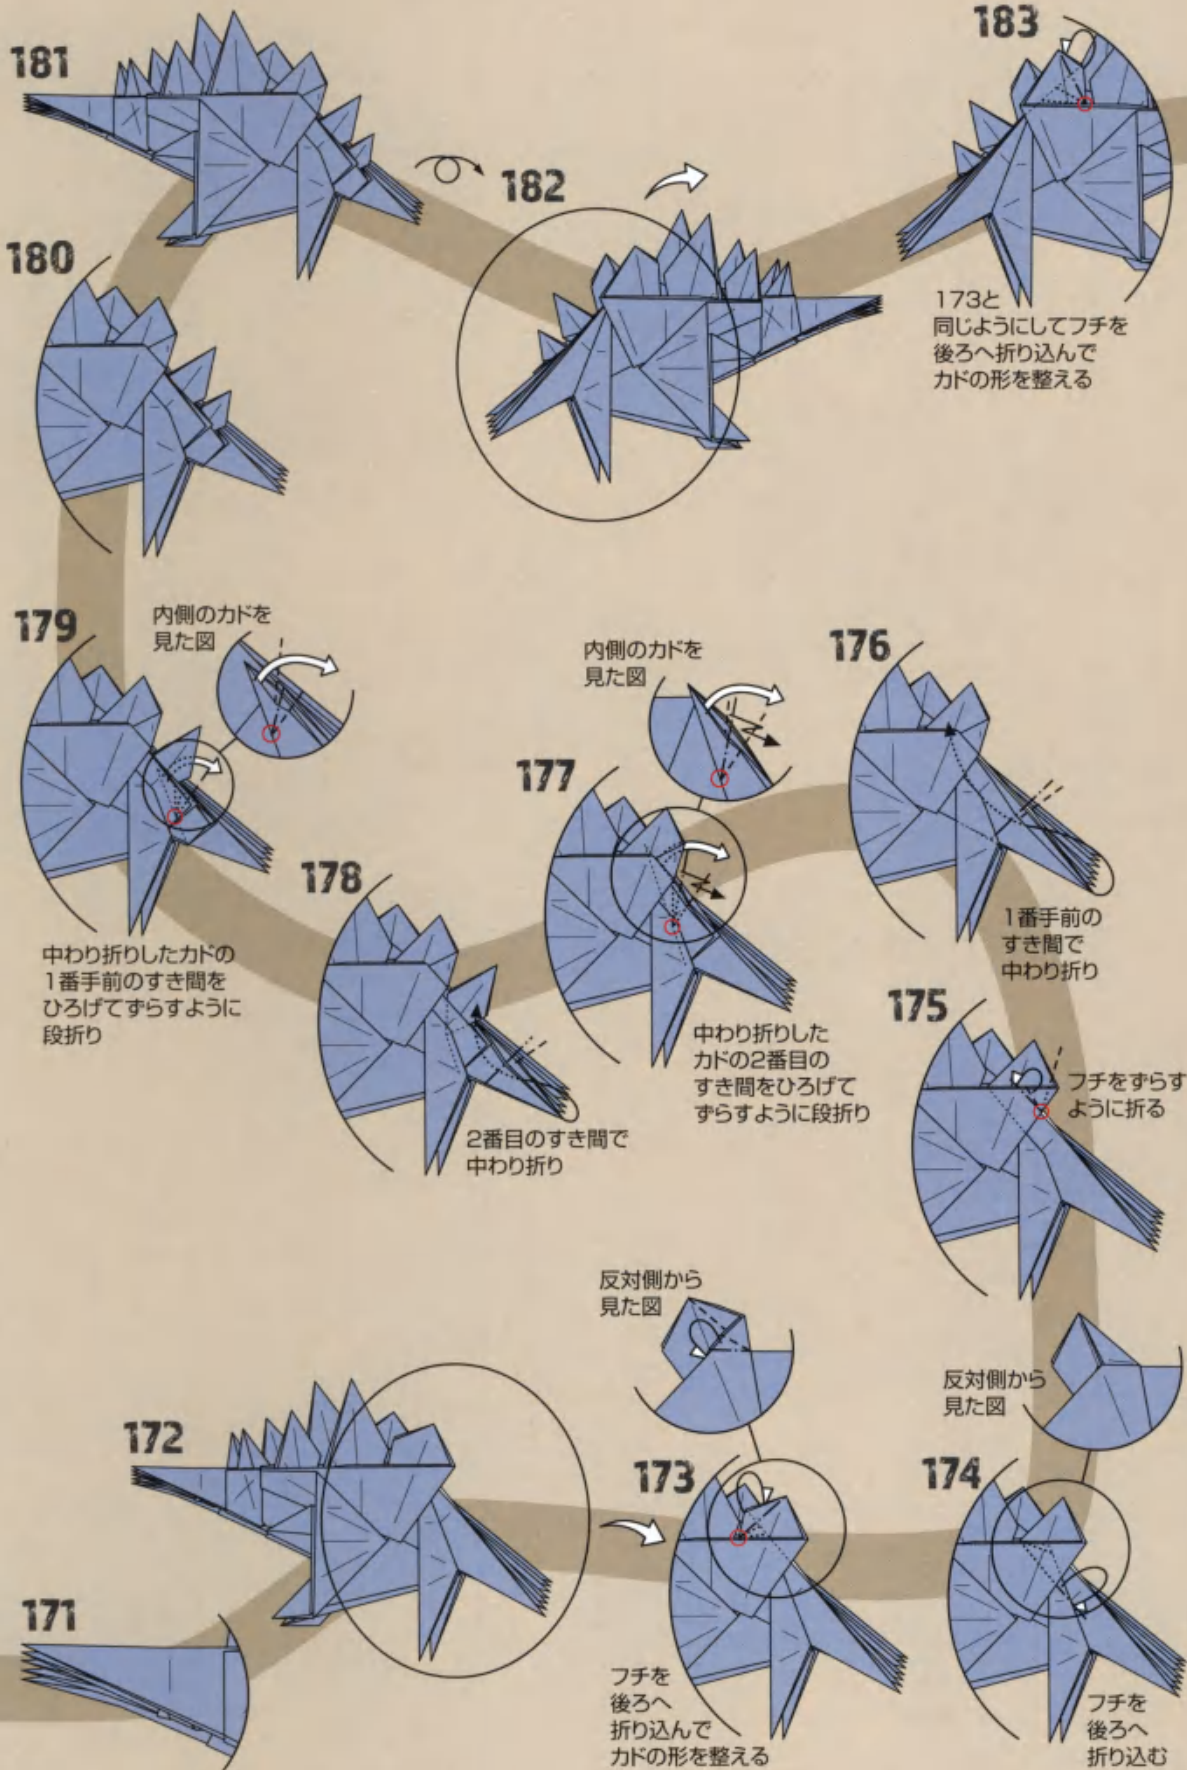 171
172
173
反対側から
見た図
フチを
後ろへ
折り込んで
カドの形を整える
174
反対側から
見た図
フチを
後ろへ
折り込む
175
フチをずらす
ように折る
176
1番手前の
すき間で
中わり折り
177
内側のカドを
見た図
中わり折りした
カドの2番目の
すき間をひろげて
ずらすように段折り
178
2番目のすき間で
中わり折り
179
内側のカドを
見た図
中わり折りしたカドの
1番手前のすき間を
ひろげてずらすように
段折り
180
181
182
183
173と
同じようにしてフチを
後ろへ折り込んで
カドの形を整える